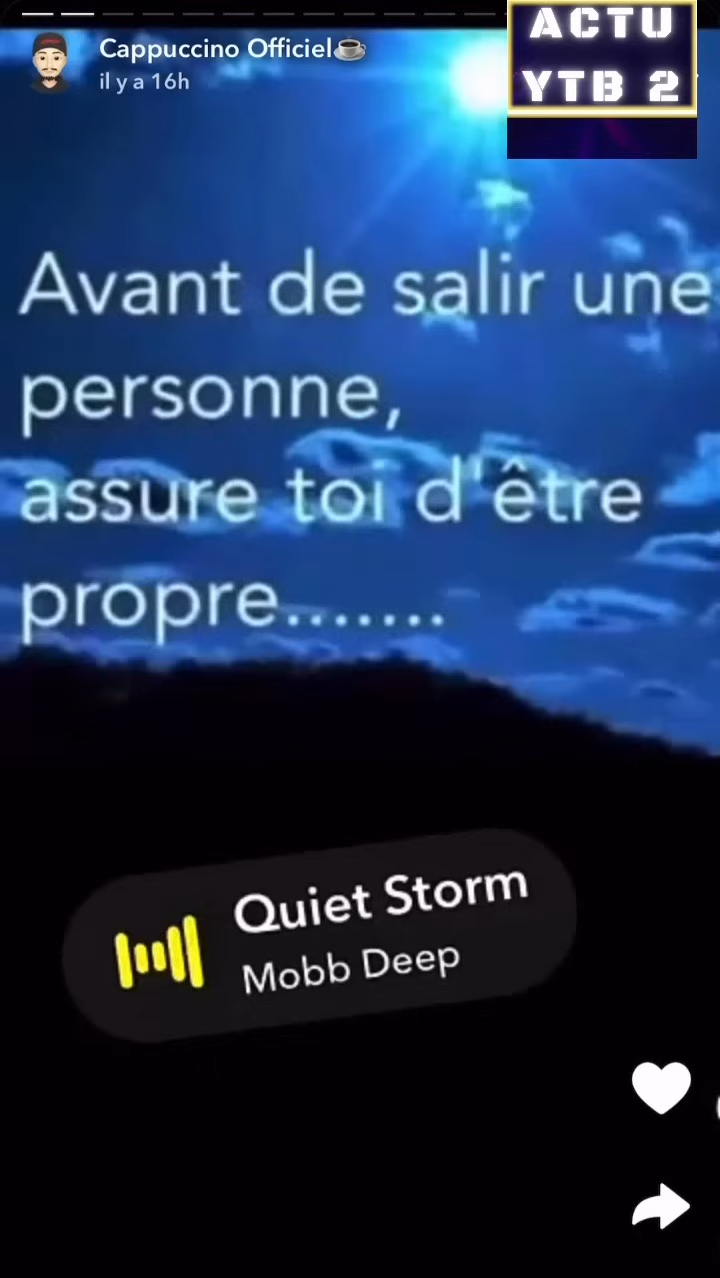 Cappuccino Officiel☕
il y a 16h
ACTU
YTB 2
Avant de salir une
personne,
assure toi d'être
propre.......
Quiet Storm
Mobb Deep